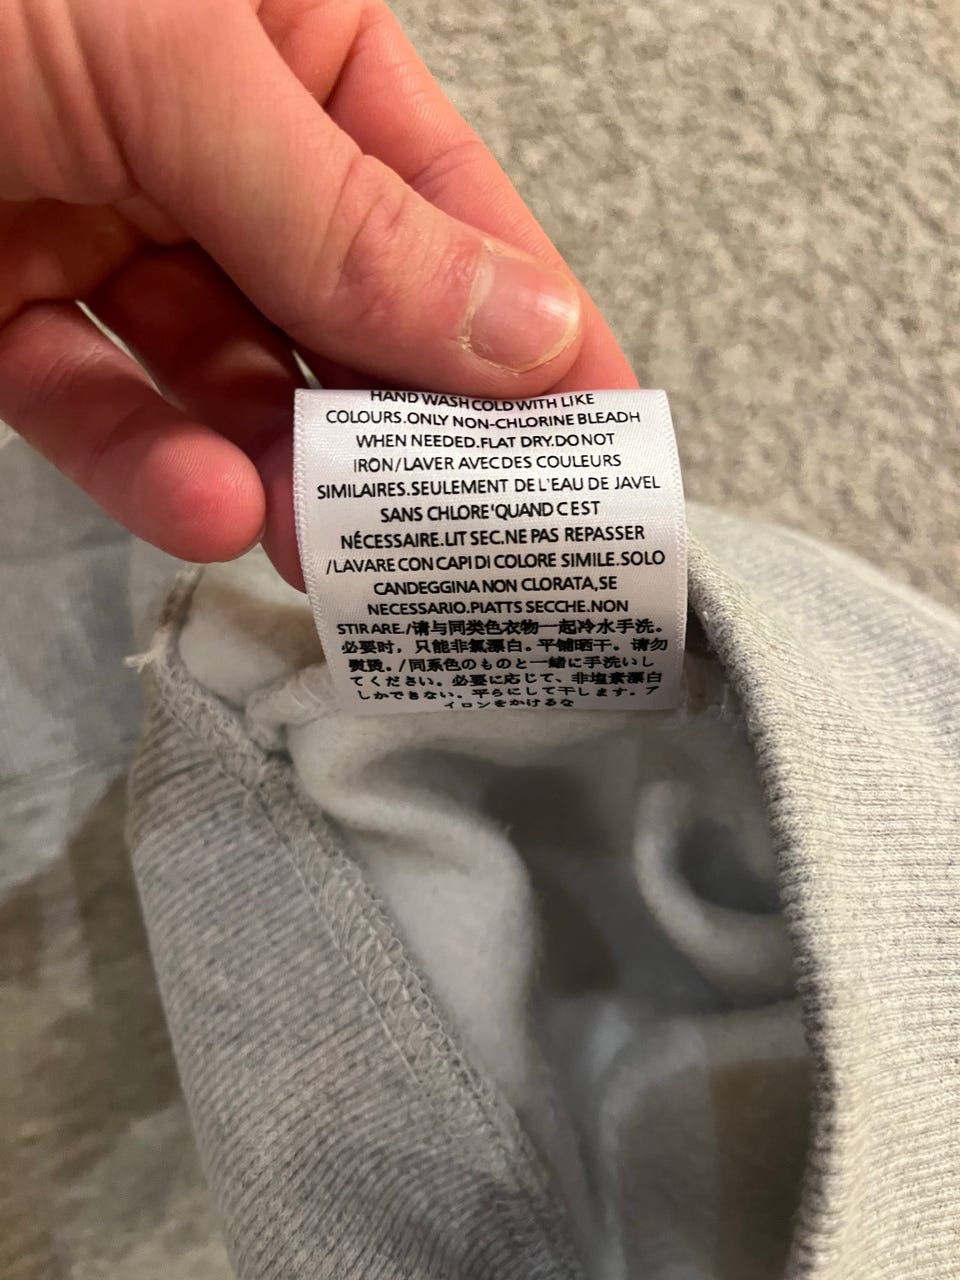 HAND WASH COLD WITH LIKE
COLOURS.ONLY NON-CHLORINE BLEADH
WHEN NEEDED.FLAT DRY.DO NOT
IRON/LAVER AVECDES COULEURS
SIMILAIRES.SEULEMENT DE L'EAU DE JAVEL
SANS CHLORE'QUAND C EST
NÉCESSAIRE.LIT SEC.NE PAS REPASSER
/LAVARE CON CAPI DI COLORE SIMILE.SOLO
CANDEGGINA NON CLORATA,SE
NECESSARIO.PIATTS SECCHE.NON
STIRARE./请与同类色衣物一起冷水手洗。
必要时，只能非氯漂白。平铺晒干。请勿
熨烫。/同系色のものと一緒に手洗いし
てください。必要に応じて、非塩素漂白
しかできない。平らにして干します。ア
イロンをかけるな